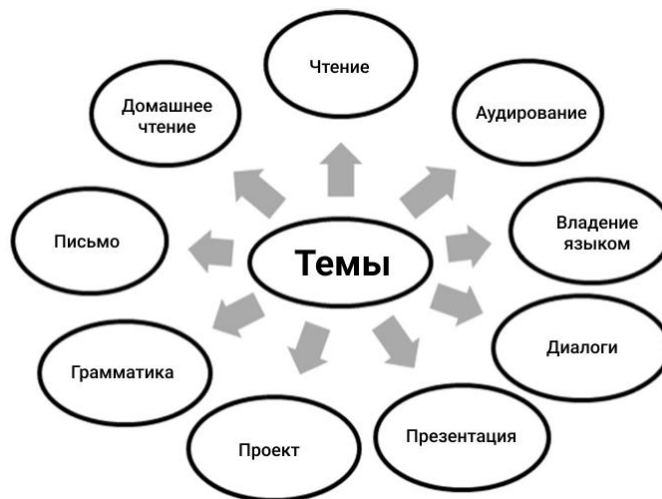 Чтение
Домашнее
чтение
Аудирование
Письмо
Темы
Владение
языком
Грамматика
Диалоги
Проект
Презентация